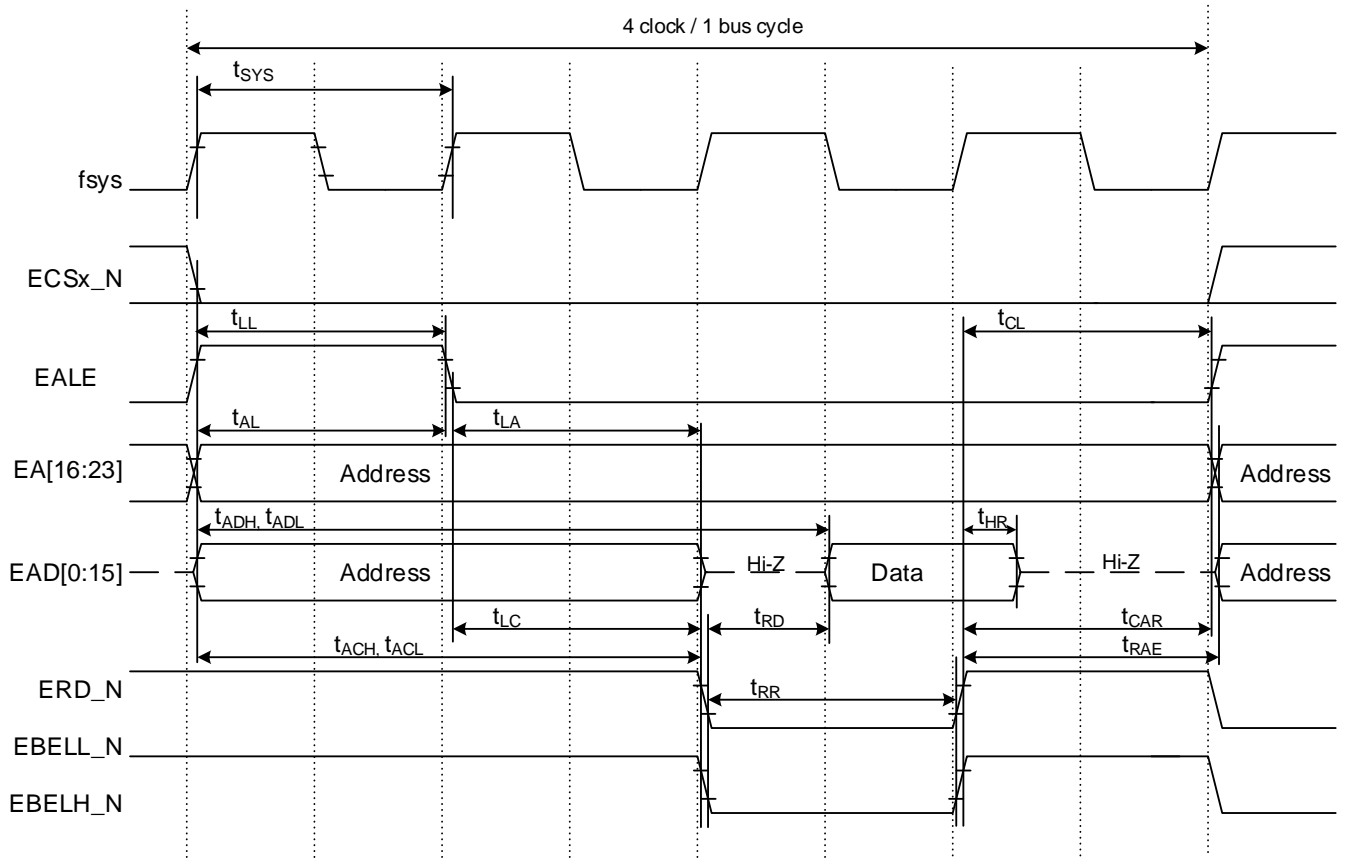 4 clock / 1 bus cycle
tSYS
fsys
ECSx_N
tLL
tCL
EALE
tAL
tLA
EA[16:23]
Address
Address
tADH, tADL
tHR
EAD[0:15]
Address
Hi-Z
Data
Hi-Z
Address
tLC
tRD
tCAR
tACH, tACL
tRAE
ERD_N
tRR
EBELL_N
EBELH_N